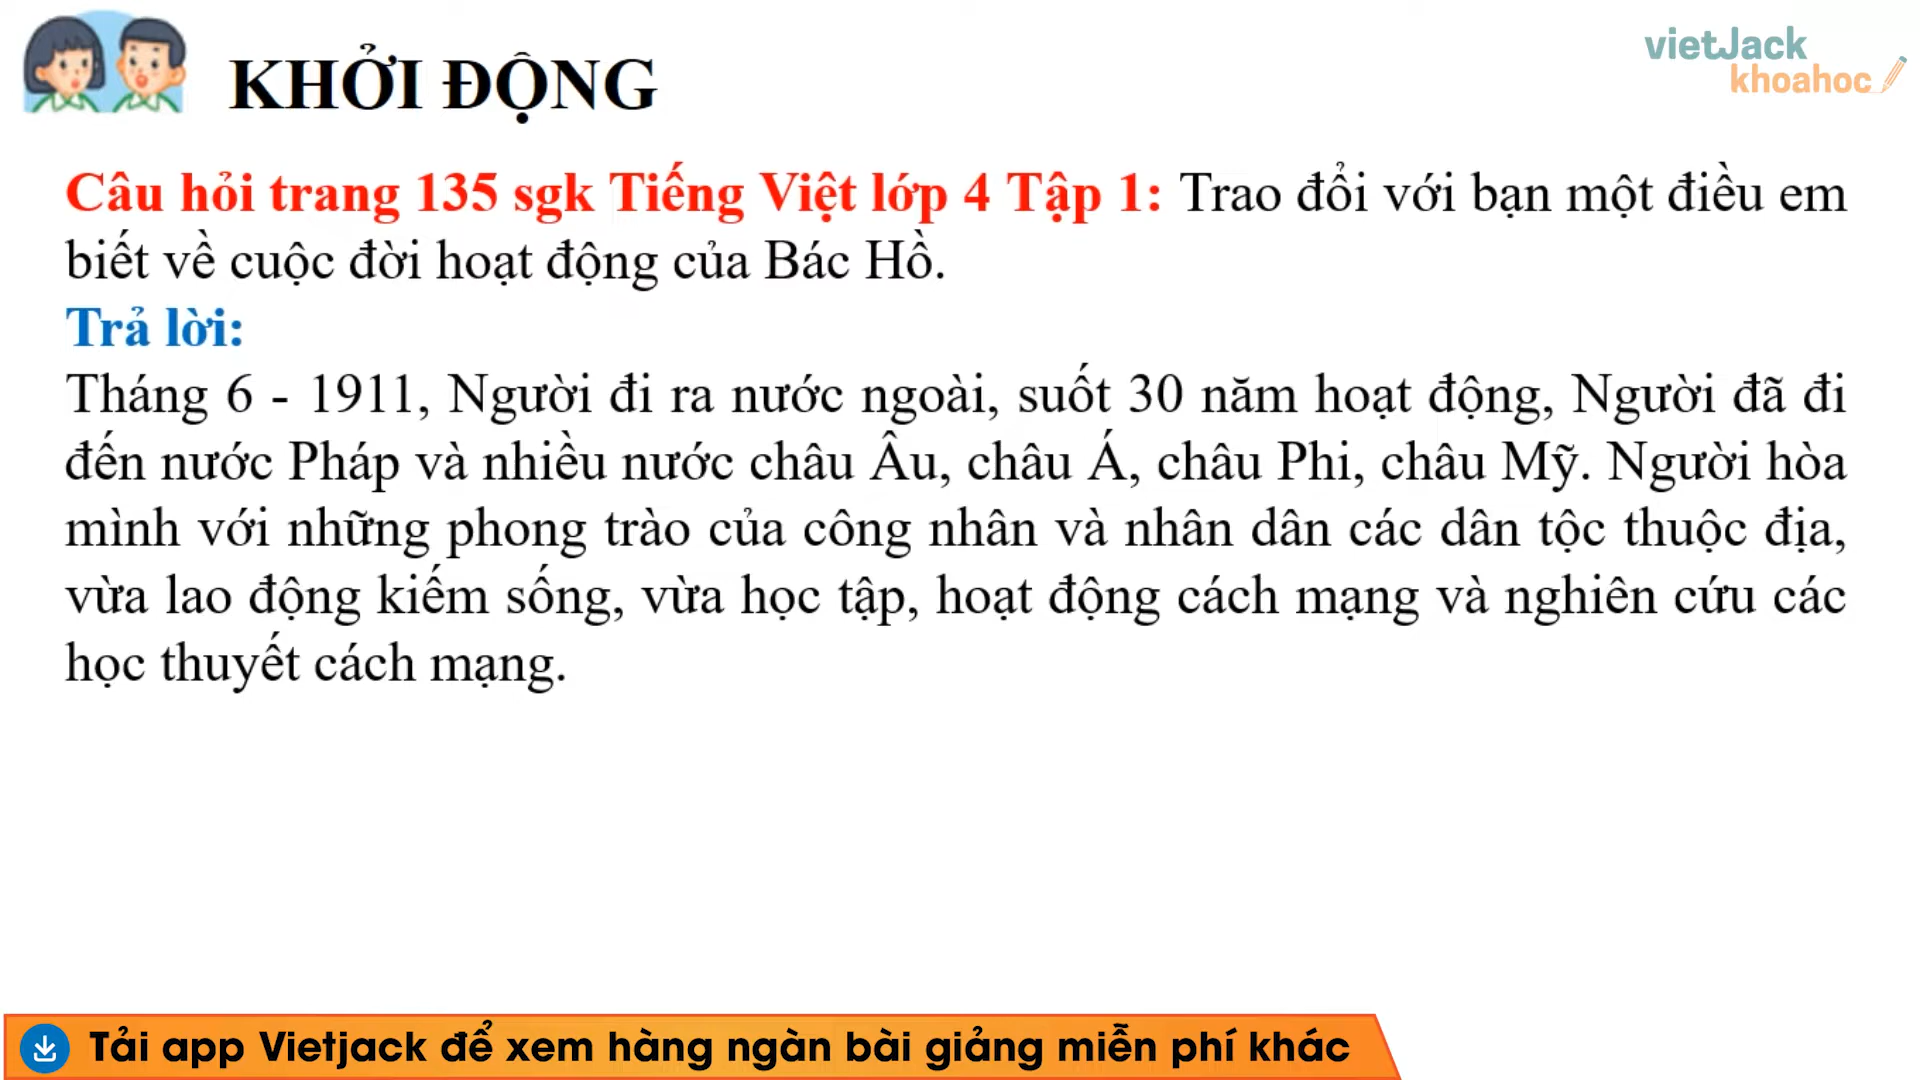 KHỞI ĐỘNG
vietJack
khoahoc
Câu hỏi trang 135 sgk Tiếng Việt lớp 4 Tập 1: Trao đổi với bạn một điều em
biết về cuộc đời hoạt động của Bác Hồ.
Trả lời:
Tháng 6 - 1911, Người đi ra nước ngoài, suốt 30 năm hoạt động, Người đã đi
đến nước Pháp và nhiều nước châu Âu, châu Á, châu Phi, châu Mỹ. Người hòa
mình với những phong trào của công nhân và nhân dân các dân tộc thuộc địa,
vừa lao động kiếm sống, vừa học tập, hoạt động cách mạng và nghiên cứu các
học thuyết cách mạng.
Tải app Vietjack để xem hàng ngàn bài giảng miễn phí khác